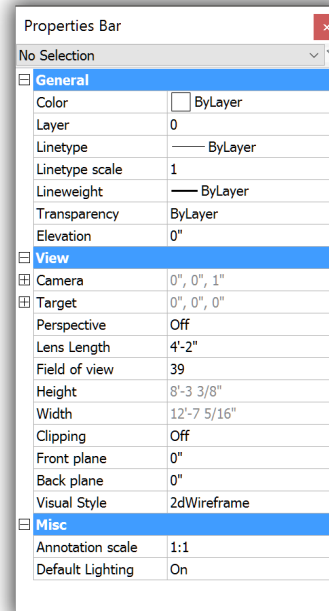 Properties Bar
No Selection
General
Color ByLayer
Layer 0
Linetype ByLayer
Linetype scale 1
Lineweight ByLayer
Transparency ByLayer
Elevation 0"
View
Camera 0", 0", 1"
Target 0", 0", 0"
Perspective Off
Lens Length 4'-2"
Field of view 39
Height 8'-3 3/8"
Width 12'-7 5/16"
Clipping Off
Front plane 0"
Back plane 0"
Visual Style 2dWireframe
Misc
Annotation scale 1:1
Default Lighting On